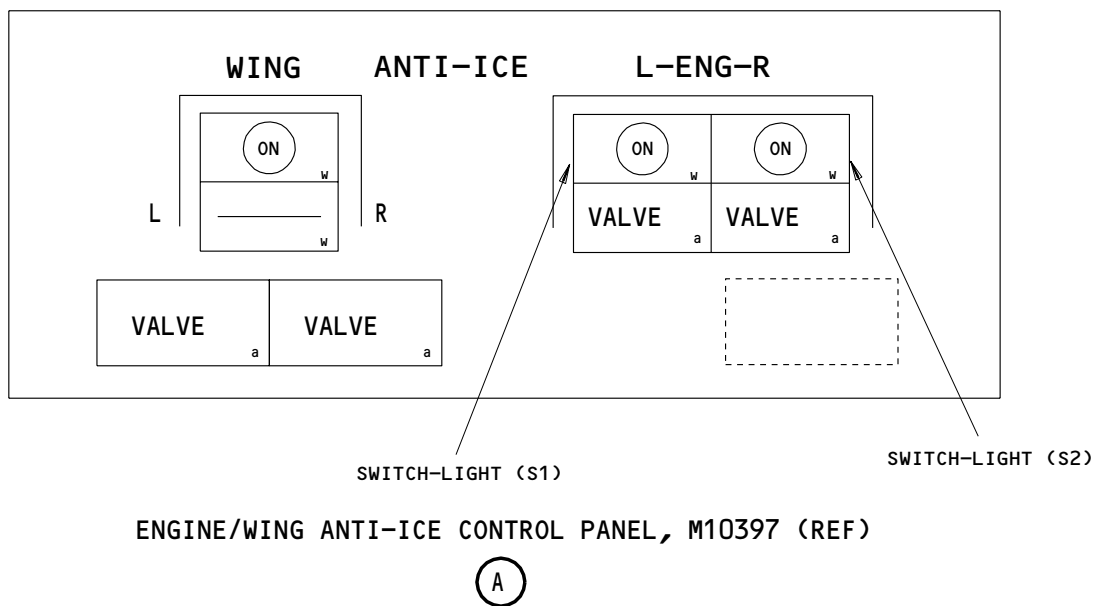 WING ANTI-ICE L-ENG-R
ON ON ON
W W W
L R VALVE VALVE
W a a
VALVE VALVE
a a
SWITCH-LIGHT (S1) SWITCH-LIGHT (S2)
ENGINE/WING ANTI-ICE CONTROL PANEL, M10397 (REF)
A